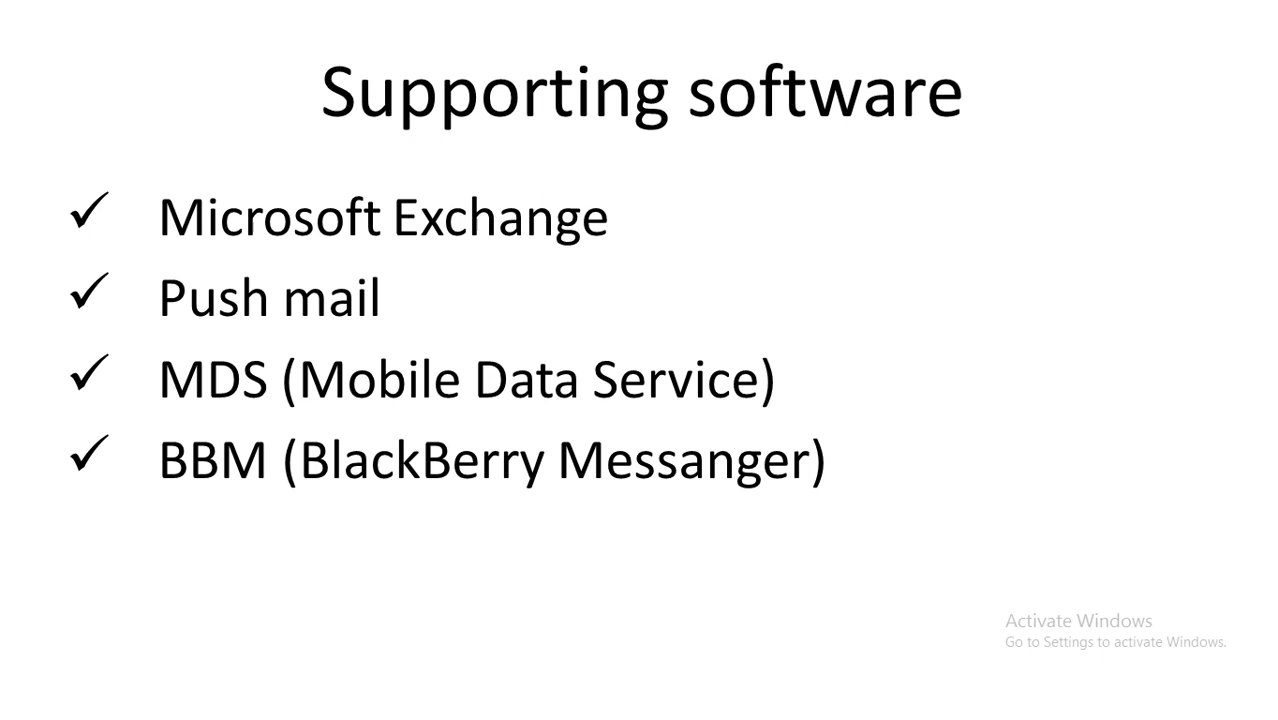 Supporting software
✓ Microsoft Exchange
✓ Push mail
✓ MDS (Mobile Data Service)
✓ BBM (BlackBerry Messanger)
Activate Windows
Go to Settings to activate Windows.